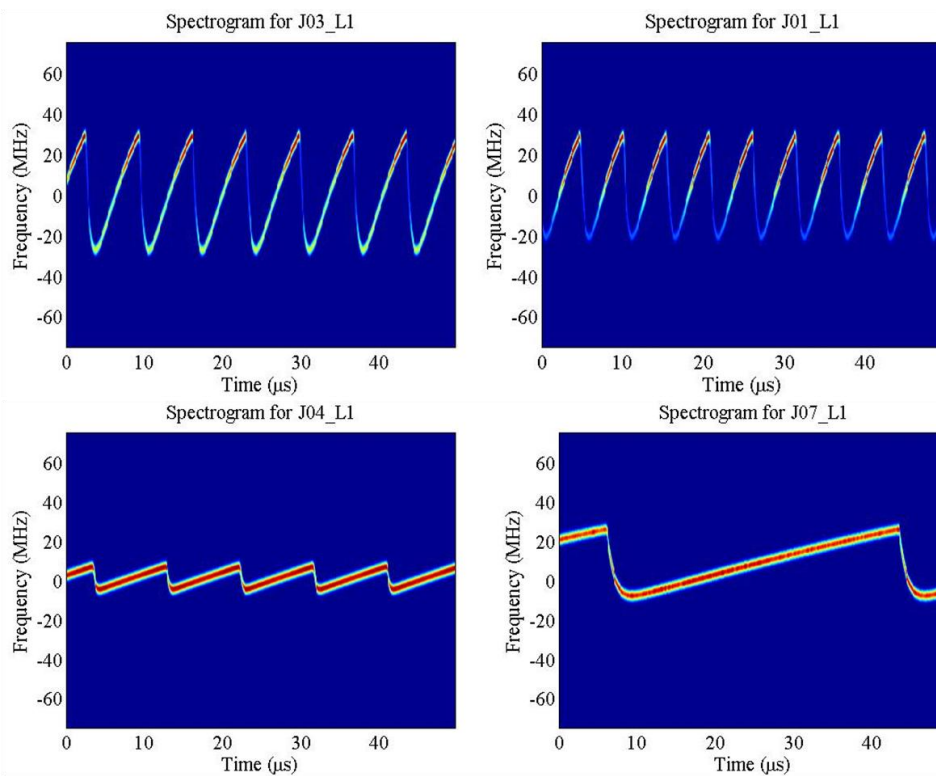 Spectrogram for J03_L1
60
40
20
0
-20
-40
-60
Frequency (MHz)
0 10 20 30 40
Time (μs)
Spectrogram for J01_L1
60
40
20
0
-20
-40
-60
Frequency (MHz)
0 10 20 30 40
Time (μs)
Spectrogram for J04_L1
60
40
20
0
-20
-40
-60
Frequency (MHz)
0 10 20 30 40
Time (μs)
Spectrogram for J07_L1
60
40
20
0
-20
-40
-60
Frequency (MHz)
0 10 20 30 40
Time (μs)